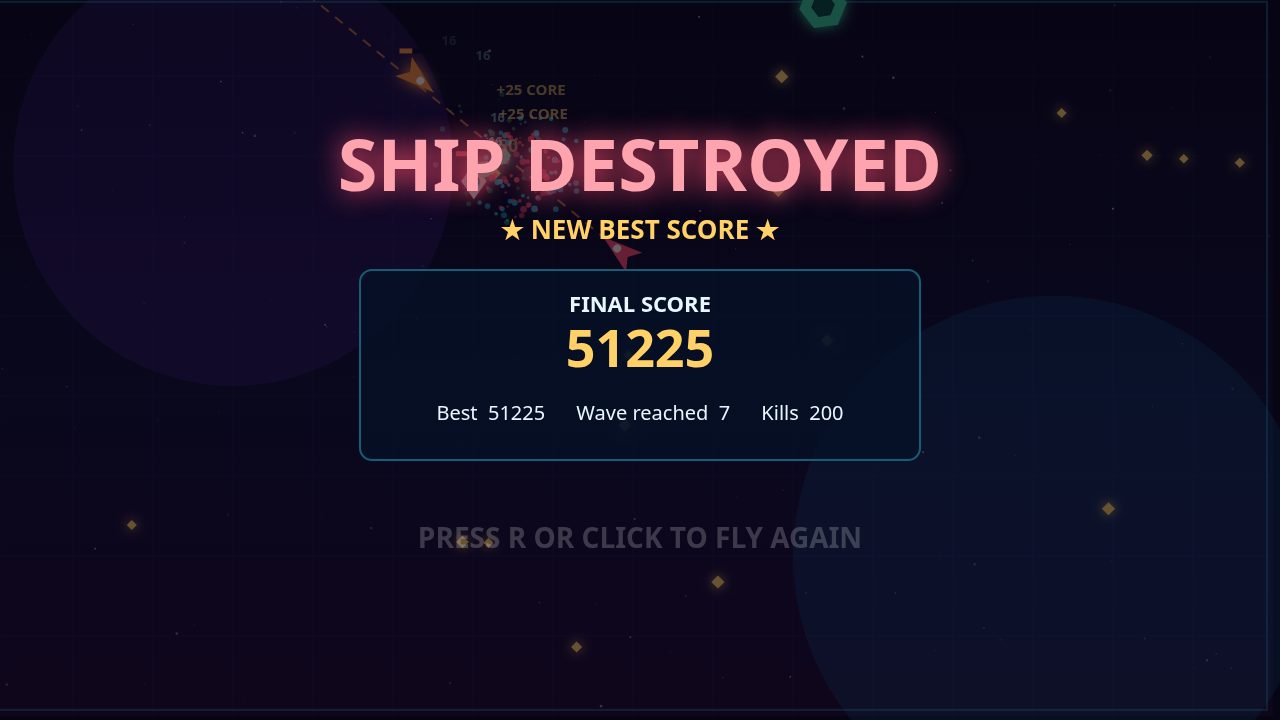 16
16
+25 CORE
+25 CORE
16
SHIP DESTROYED
★ NEW BEST SCORE ★
FINAL SCORE
51225
Best 51225 Wave reached 7 Kills 200
PRESS R OR CLICK TO FLY AGAIN